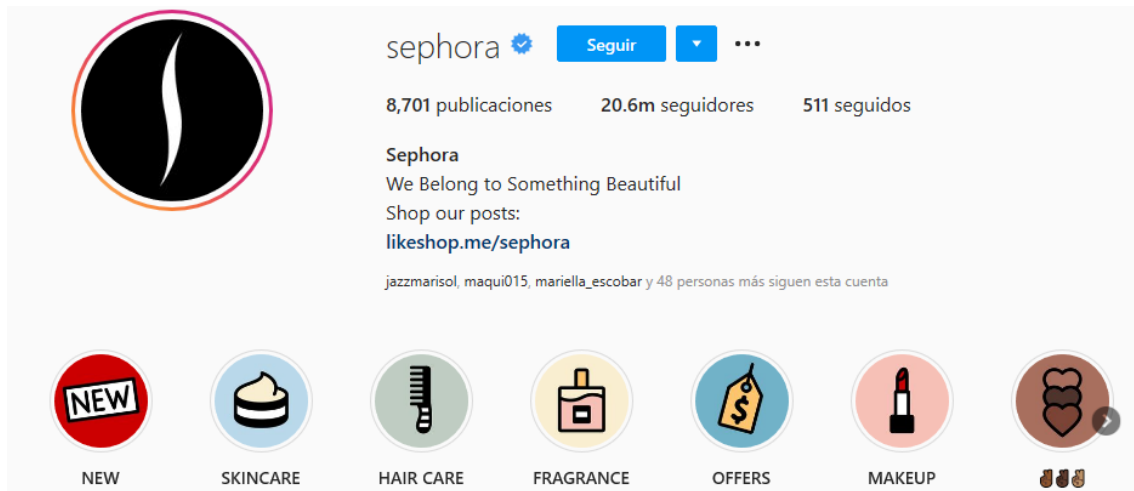 sephora Seguir
8,701 publicaciones 20.6m seguidores 511 seguidos
Sephora
We Belong to Something Beautiful
Shop our posts:
likeshop.me/sephora
jazzmarisol, maqui015, mariella_escobar y 48 personas más siguen esta cuenta
NEW
$
NEW SKINCARE HAIR CARE FRAGRANCE OFFERS MAKEUP ✌🏾✌🏿✌🏽